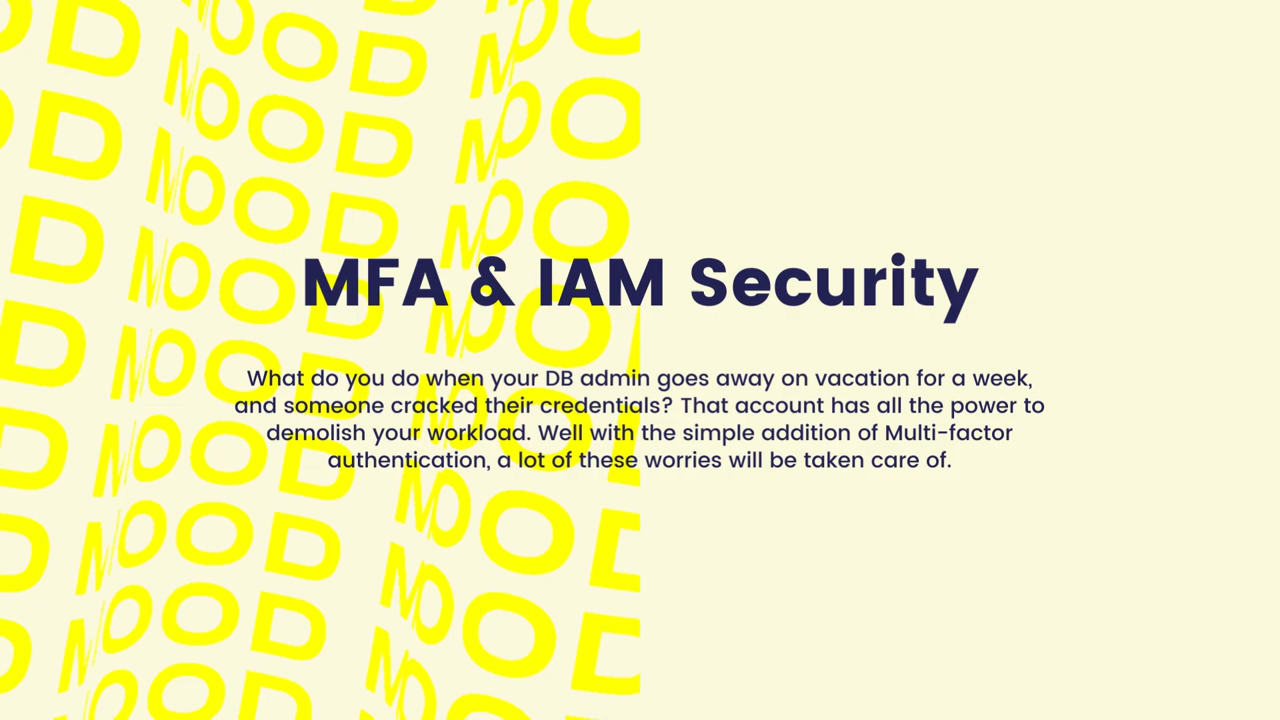 MFA & IAM Security
What do you do when your DB admin goes away on vacation for a week,
and someone cracked their credentials? That account has all the power to
demolish your workload. Well with the simple addition of Multi-factor
authentication, a lot of these worries will be taken care of.